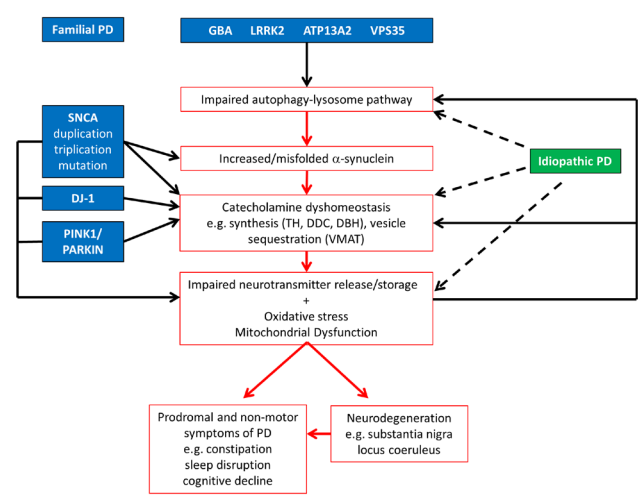 Familial PD
GBA LRRK2 ATP13A2 VPS35
Impaired autophagy-lysosome pathway
SNCA
duplication
triplication
mutation
Increased/misfolded α-synuclein
Idiopathic PD
DJ-1
Catecholamine dyshomeostasis
e.g. synthesis (TH, DDC, DBH), vesicle
sequestration (VMAT)
PINK1/
PARKIN
Impaired neurotransmitter release/storage
+
Oxidative stress
Mitochondrial Dysfunction
Prodromal and non-motor
symptoms of PD
e.g. constipation
sleep disruption
cognitive decline
Neurodegeneration
e.g. substantia nigra
locus coeruleus